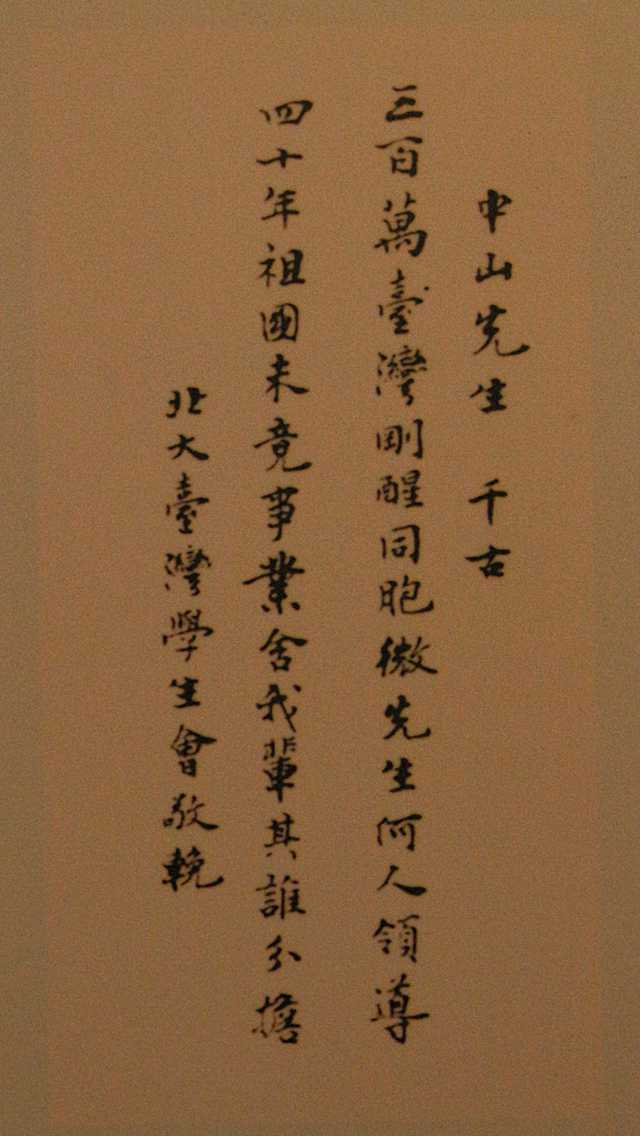 中山先生 千古
三百萬臺灣剛醒同胞微先生何人領導
四十年祖國未竟事業舍我輩其誰分擔
北大臺灣學生會敬輓